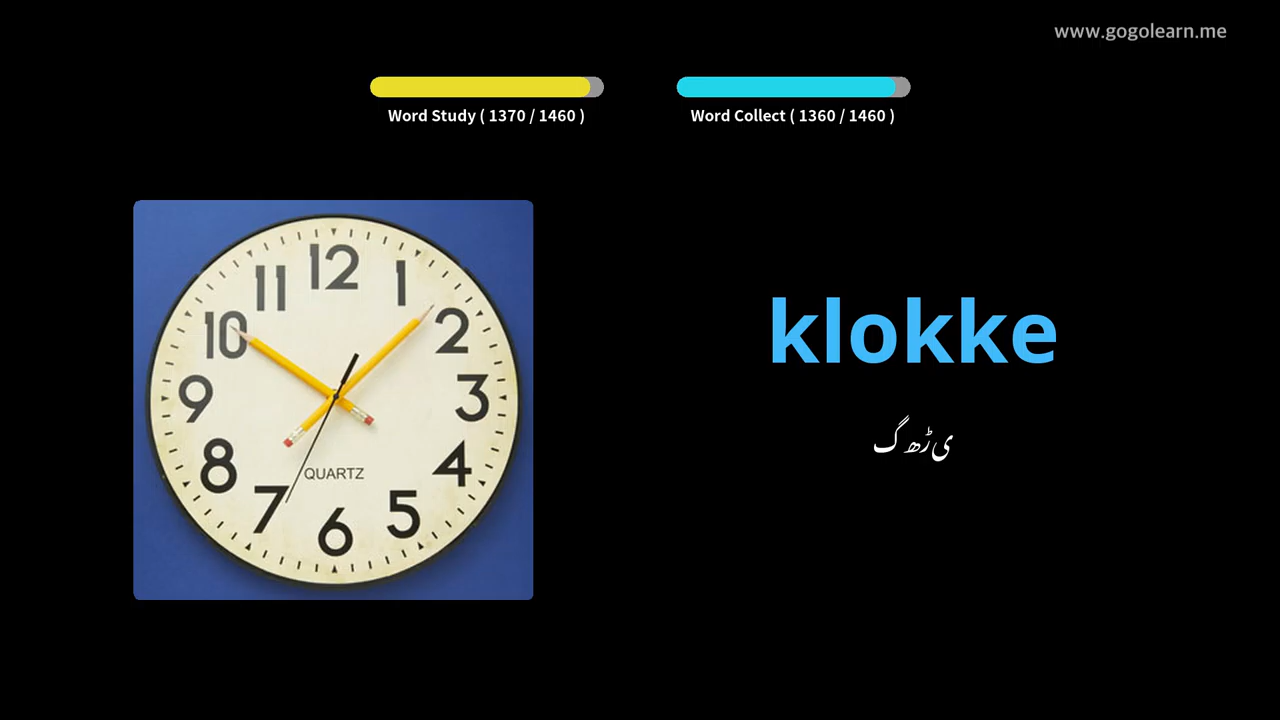 www.gogolearn.me
Word Study ( 1370 / 1460 )
Word Collect ( 1360 / 1460 )
12
1
2
3
4
5
6
7
8
9
10
11
QUARTZ
klokke
یڑھ گ